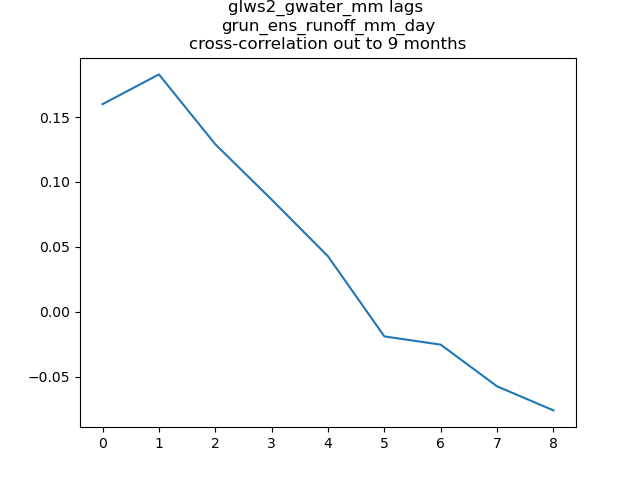 glws2_gwater_mm lags
grun_ens_runoff_mm_day
cross-correlation out to 9 months
0.15
0.10
0.05
0.00
−0.05
0 1 2 3 4 5 6 7 8